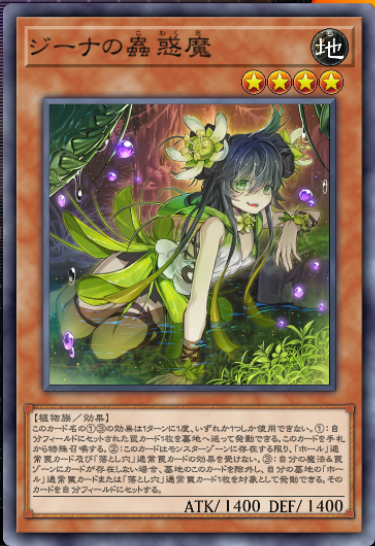 ジーナの蟲惑魔
こわくま
地
ち
【植物族／効果】
このカード名の①③の効果は1ターンに1度、いずれか1つしか使用できない。①：自
分フィールドにセットされた罠カード1枚を墓地へ送って発動できる。このカードを手札
から特殊召喚する。②：このカードはモンスターゾーンに存在する限り、「ホール」通
常罠カード及び「落とし穴」通常罠カードの効果を受けない。③：自分の魔法＆罠
ゾーンにカードが存在しない場合、墓地のこのカードを除外し、自分の墓地の「ホー
ル」通常罠カードまたは「落とし穴」通常罠カード1枚を対象として発動できる。その
カードを自分フィールドにセットする。
ATK/1400 DEF/1400